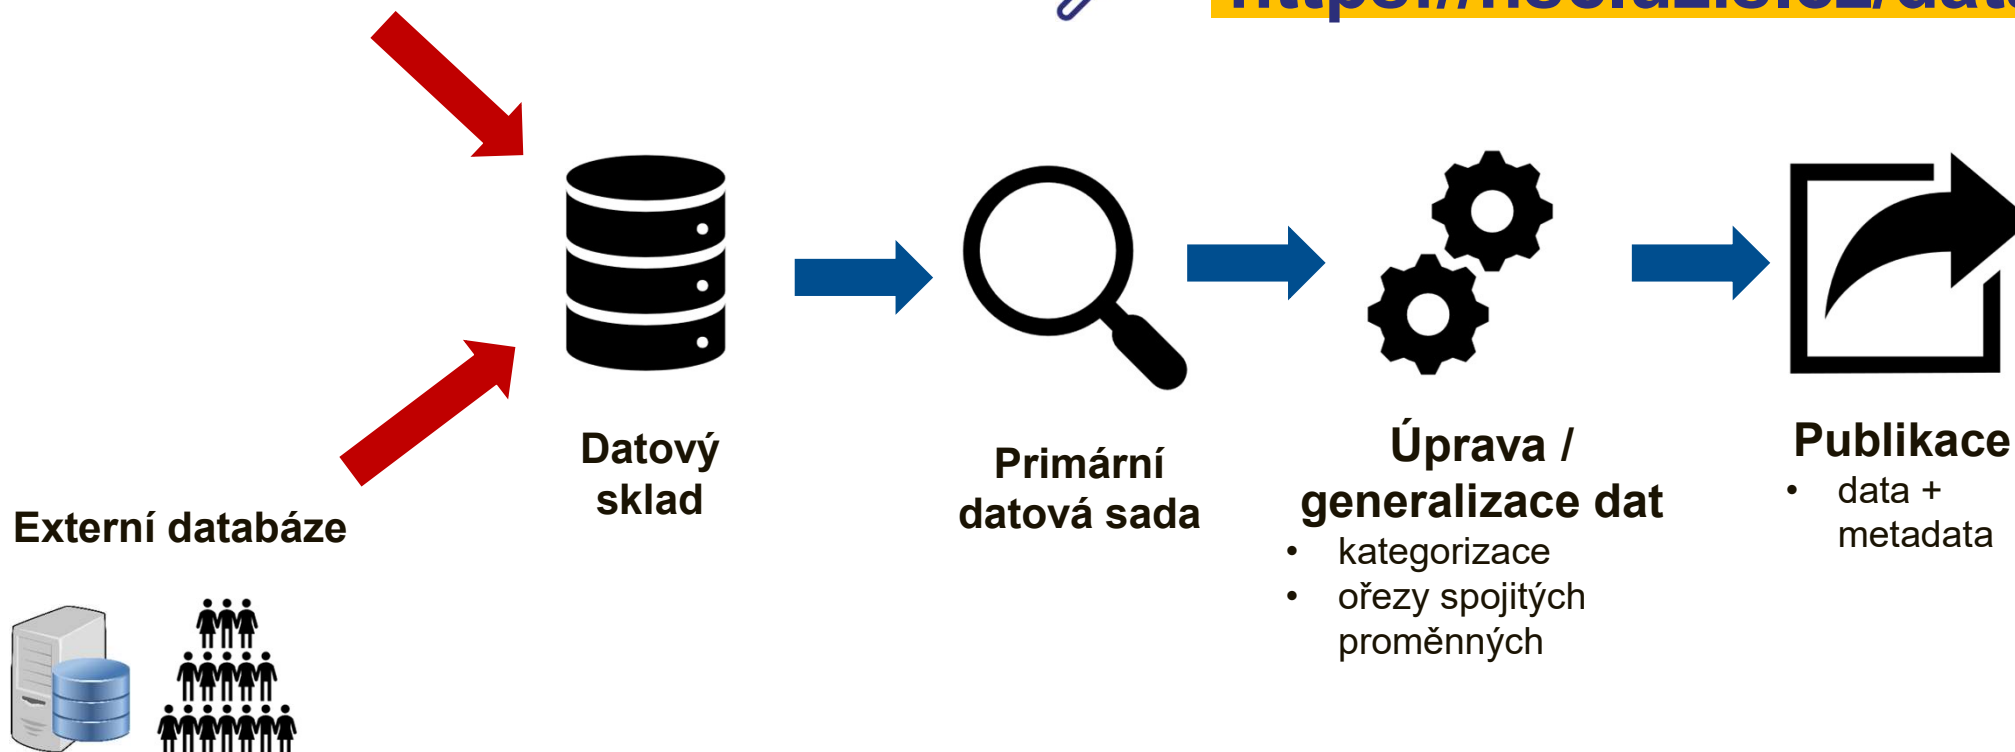 Datový
sklad
Primární
datová sada
Úprava /
generalizace dat
• kategorizace
• ořezy spojitých
proměnných
Publikace
• data +
metadata
Externí databáze